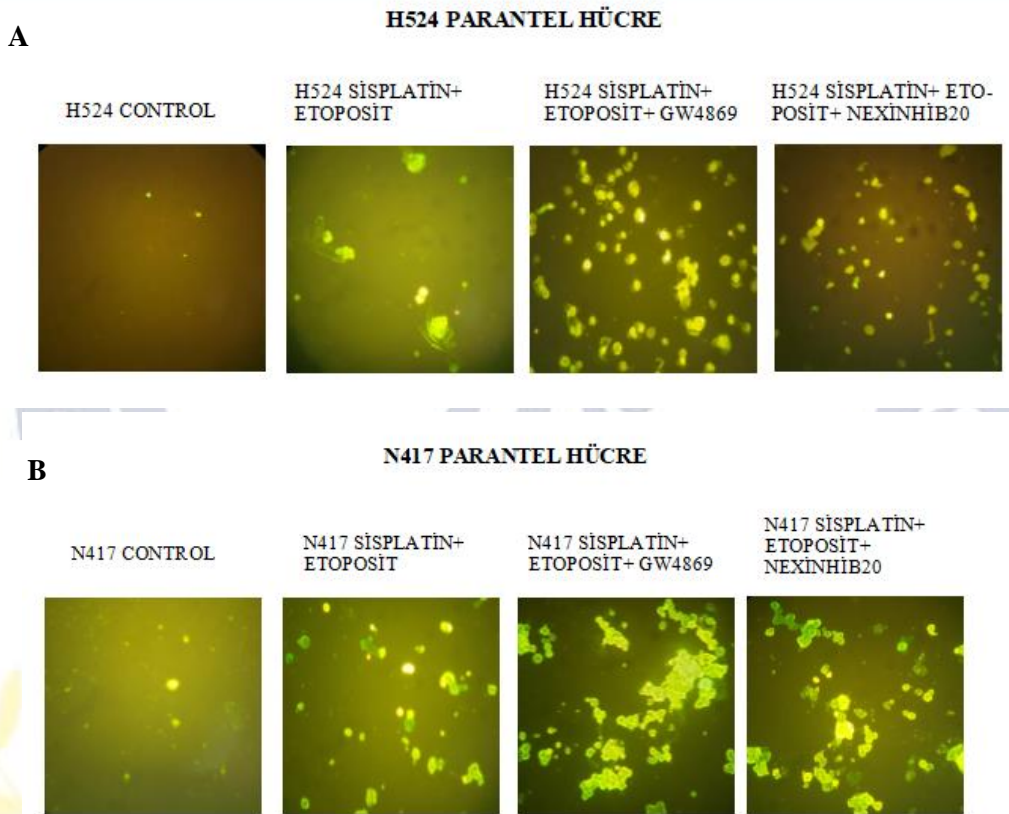 H524 PARANTEL HÜCRE
A
H524 CONTROL
H524 SİSPLATİN+
ETOPOSİT
H524 SİSPLATİN+
ETOPOSİT+ GW4869
H524 SİSPLATİN+ ETO-
POSİT+ NEXİNHİB20
N417 PARANTEL HÜCRE
B
N417 CONTROL
N417 SİSPLATİN+
ETOPOSİT
N417 SİSPLATİN+
ETOPOSİT+ GW4869
N417 SİSPLATİN+
ETOPOSİT+
NEXİNHİB20